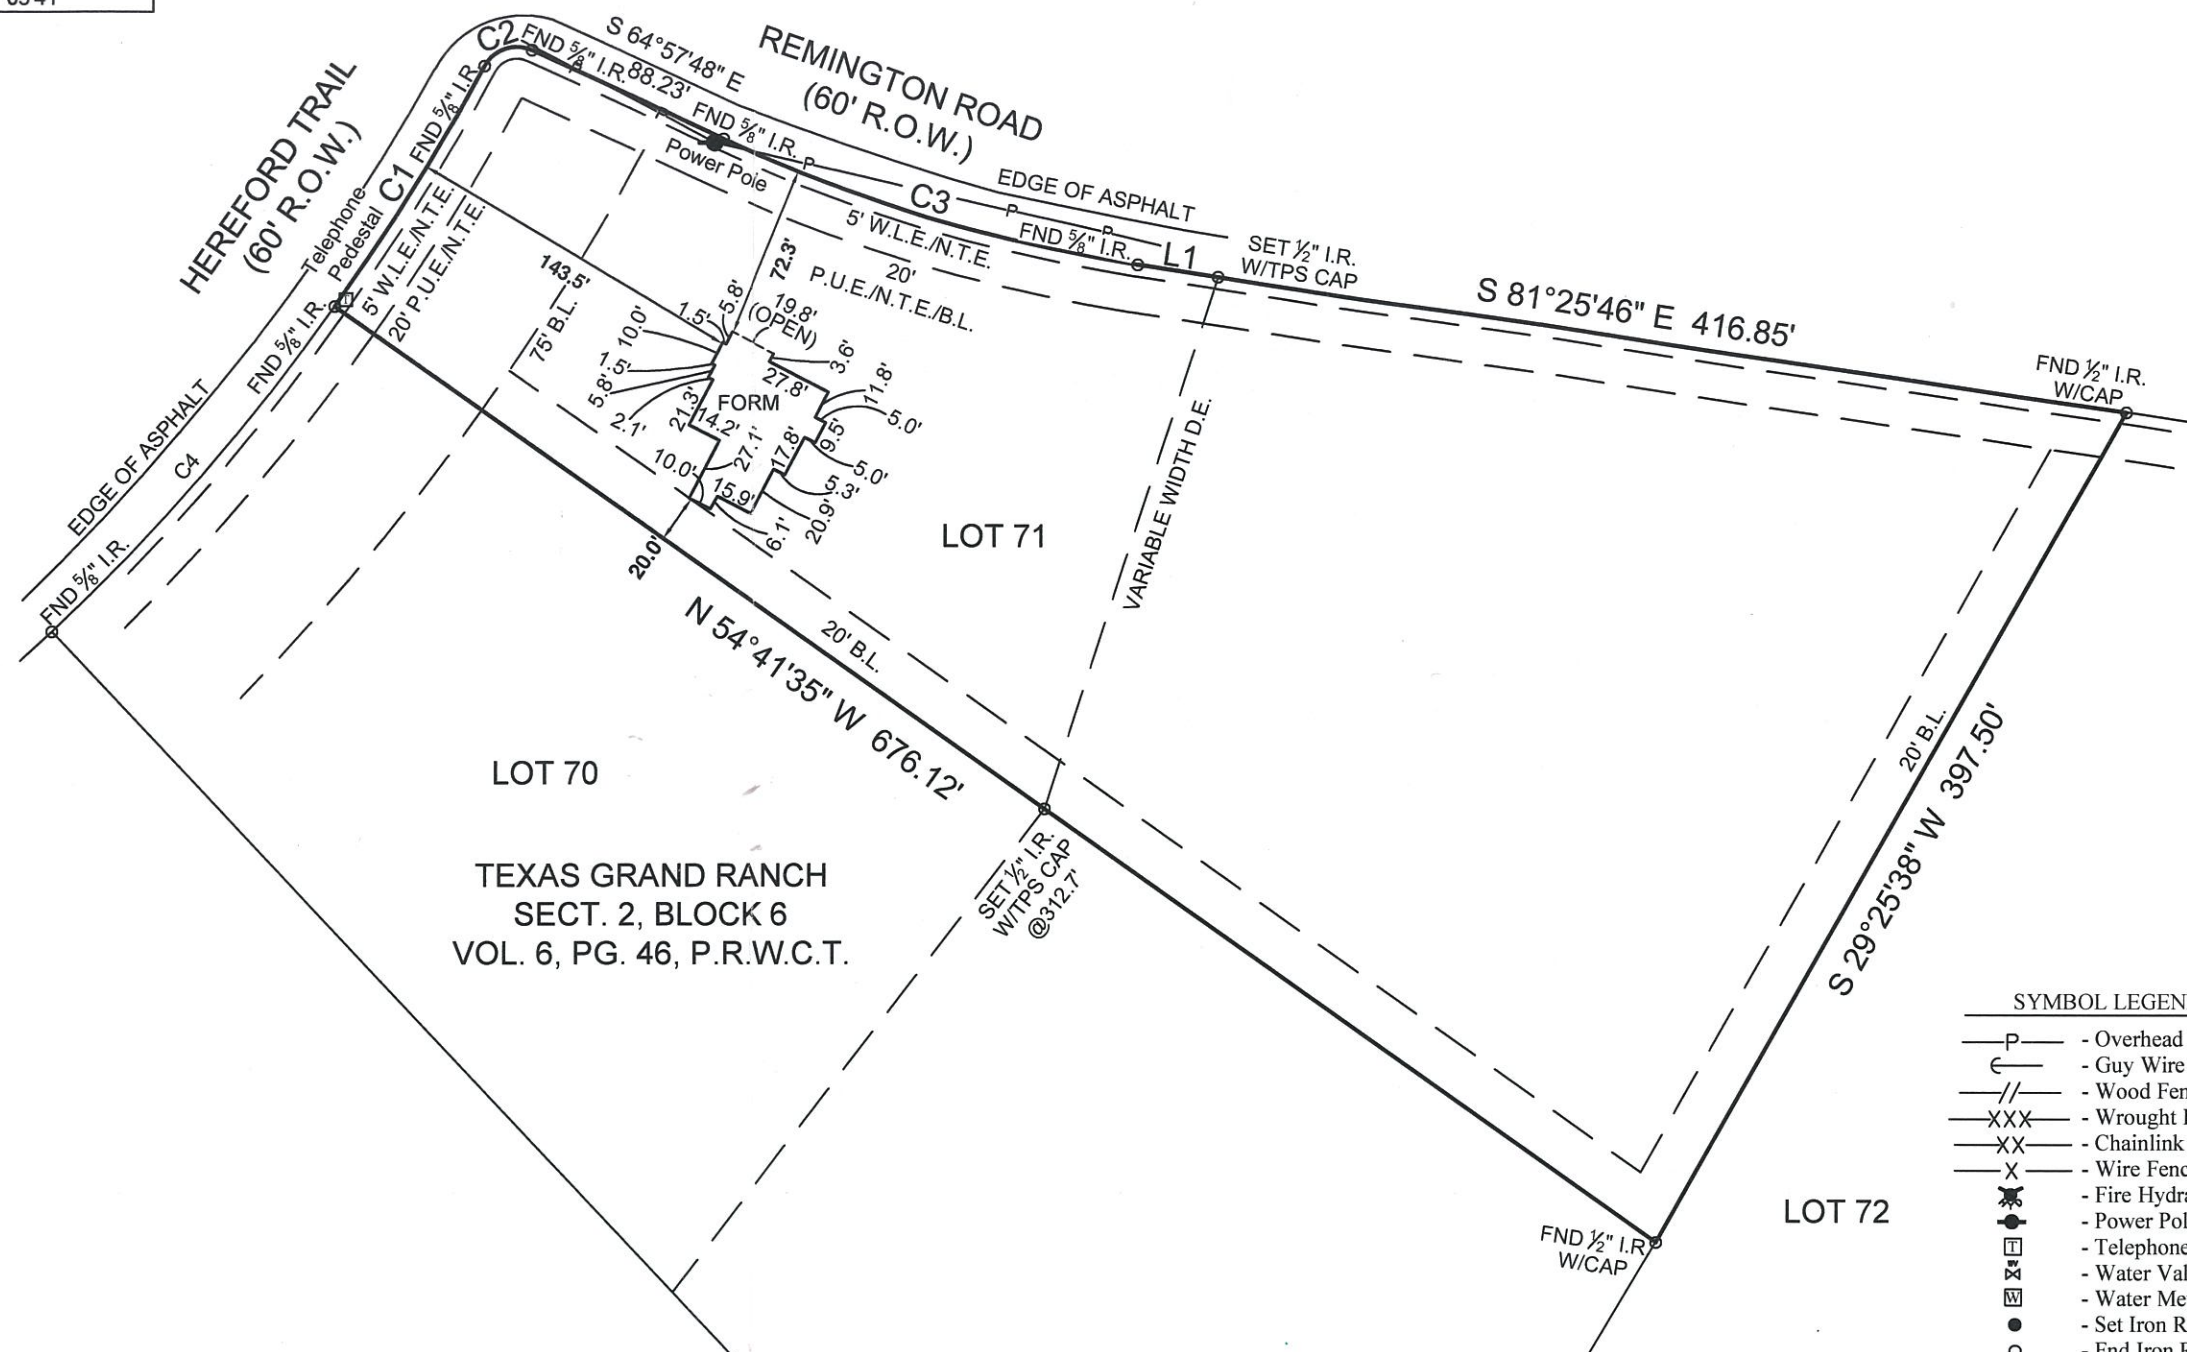 S 64°57'48" E
88.23'
REMINGTON ROAD
(60' R.O.W.)
HEREFORD TRAIL
(60' R.O.W.)
C2
FND ⅝" I.R.
FND ⅝" I.R.
FND ⅝" I.R.
P
P
Power Pole
P
C3
P
P
EDGE OF ASPHALT
FND ⅝" I.R.
L1
SET ½" I.R.
W/TPS CAP
S 81°25'46" E 416.85'
FND ½" I.R.
W/CAP
C1
Telephone
Pedestal
T
5' W.L.E./N.T.E.
20' P.U.E./N.T.E.
5' W.L.E./N.T.E.
20'
P.U.E./N.T.E./B.L.
143.5'
75' B.L.
72.3'
5.8'
1.5'
19.8'
(OPEN)
10.0'
1.5'
5.8'
2.1'
3.6'
27.8'
11.8'
5.0'
FORM
21.3'
14.2'
27.1'
17.8'
9.5'
5.0'
5.3'
10.0'
15.9'
20.9'
6.1'
20.0'
FND ⅝" I.R.
EDGE OF ASPHALT
C4
FND ⅝" I.R.
LOT 71
VARIABLE WIDTH D.E.
20' B.L.
N 54°41'35" W 676.12'
20' B.L.
S 29°25'38" W 397.50'
LOT 70
TEXAS GRAND RANCH
SECT. 2, BLOCK 6
VOL. 6, PG. 46, P.R.W.C.T.
SET ½" I.R.
W/TPS CAP
@312.7'
FND ½" I.R
W/CAP
LOT 72
SYMBOL LEGEN
P - Overhead
- Guy Wire
// - Wood Fen
XXX - Wrought
XX - Chainlink
X - Wire Fenc
- Fire Hydra
- Power Pol
T - Telephone
- Water Val
W - Water Me
- Set Iron R